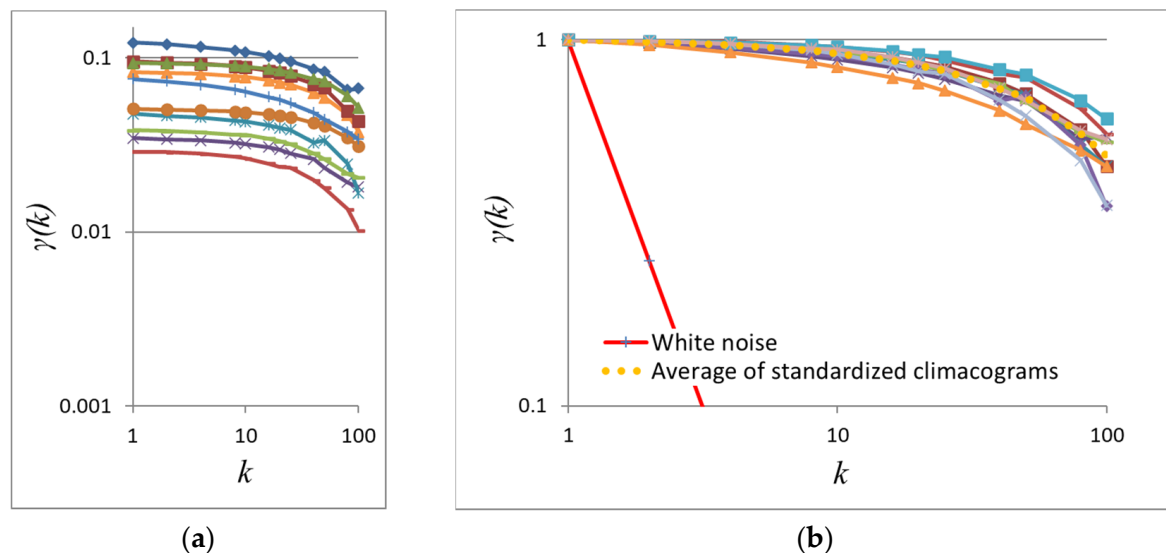 0.1
0.01
0.001
γ(k)
1
10
100
k
(a)
1
0.1
γ(k)
White noise
Average of standardized climacograms
1
10
100
k
(b)